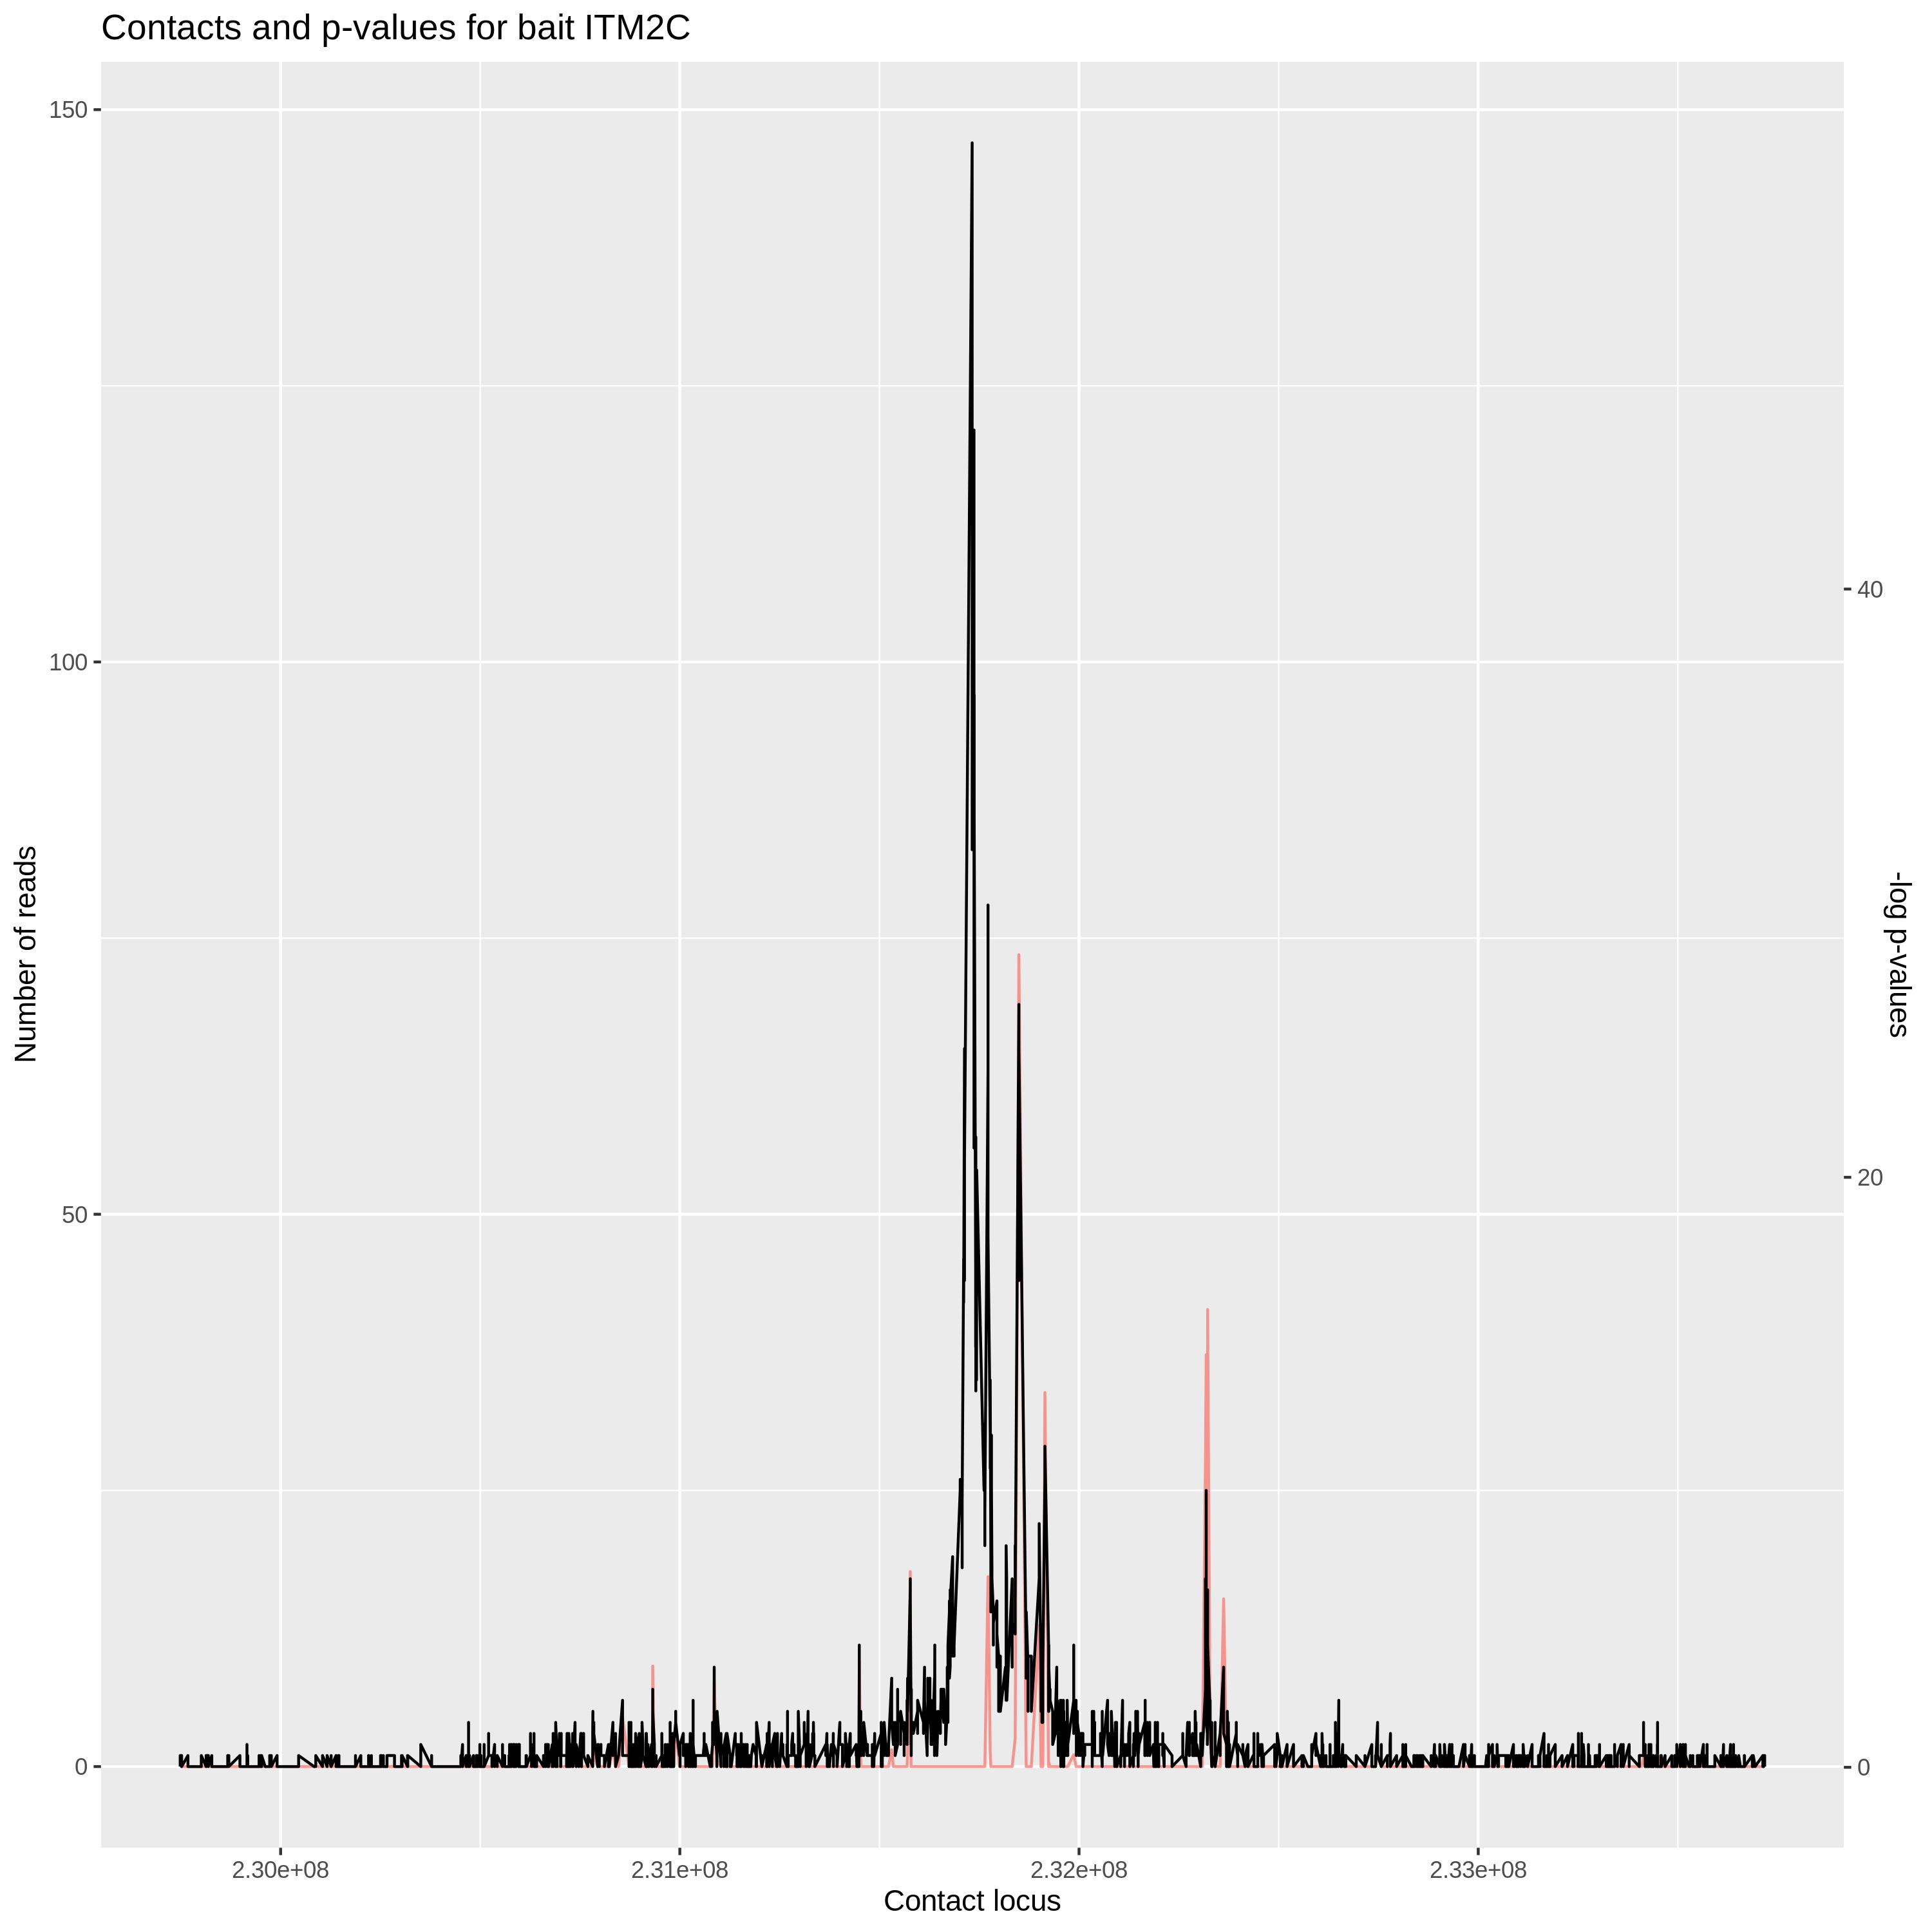 Contacts and p-values for bait ITM2C
150
100
50
0
Number of reads
40
20
0
-log p-values
2.30e+08
2.31e+08
2.32e+08
2.33e+08
Contact locus